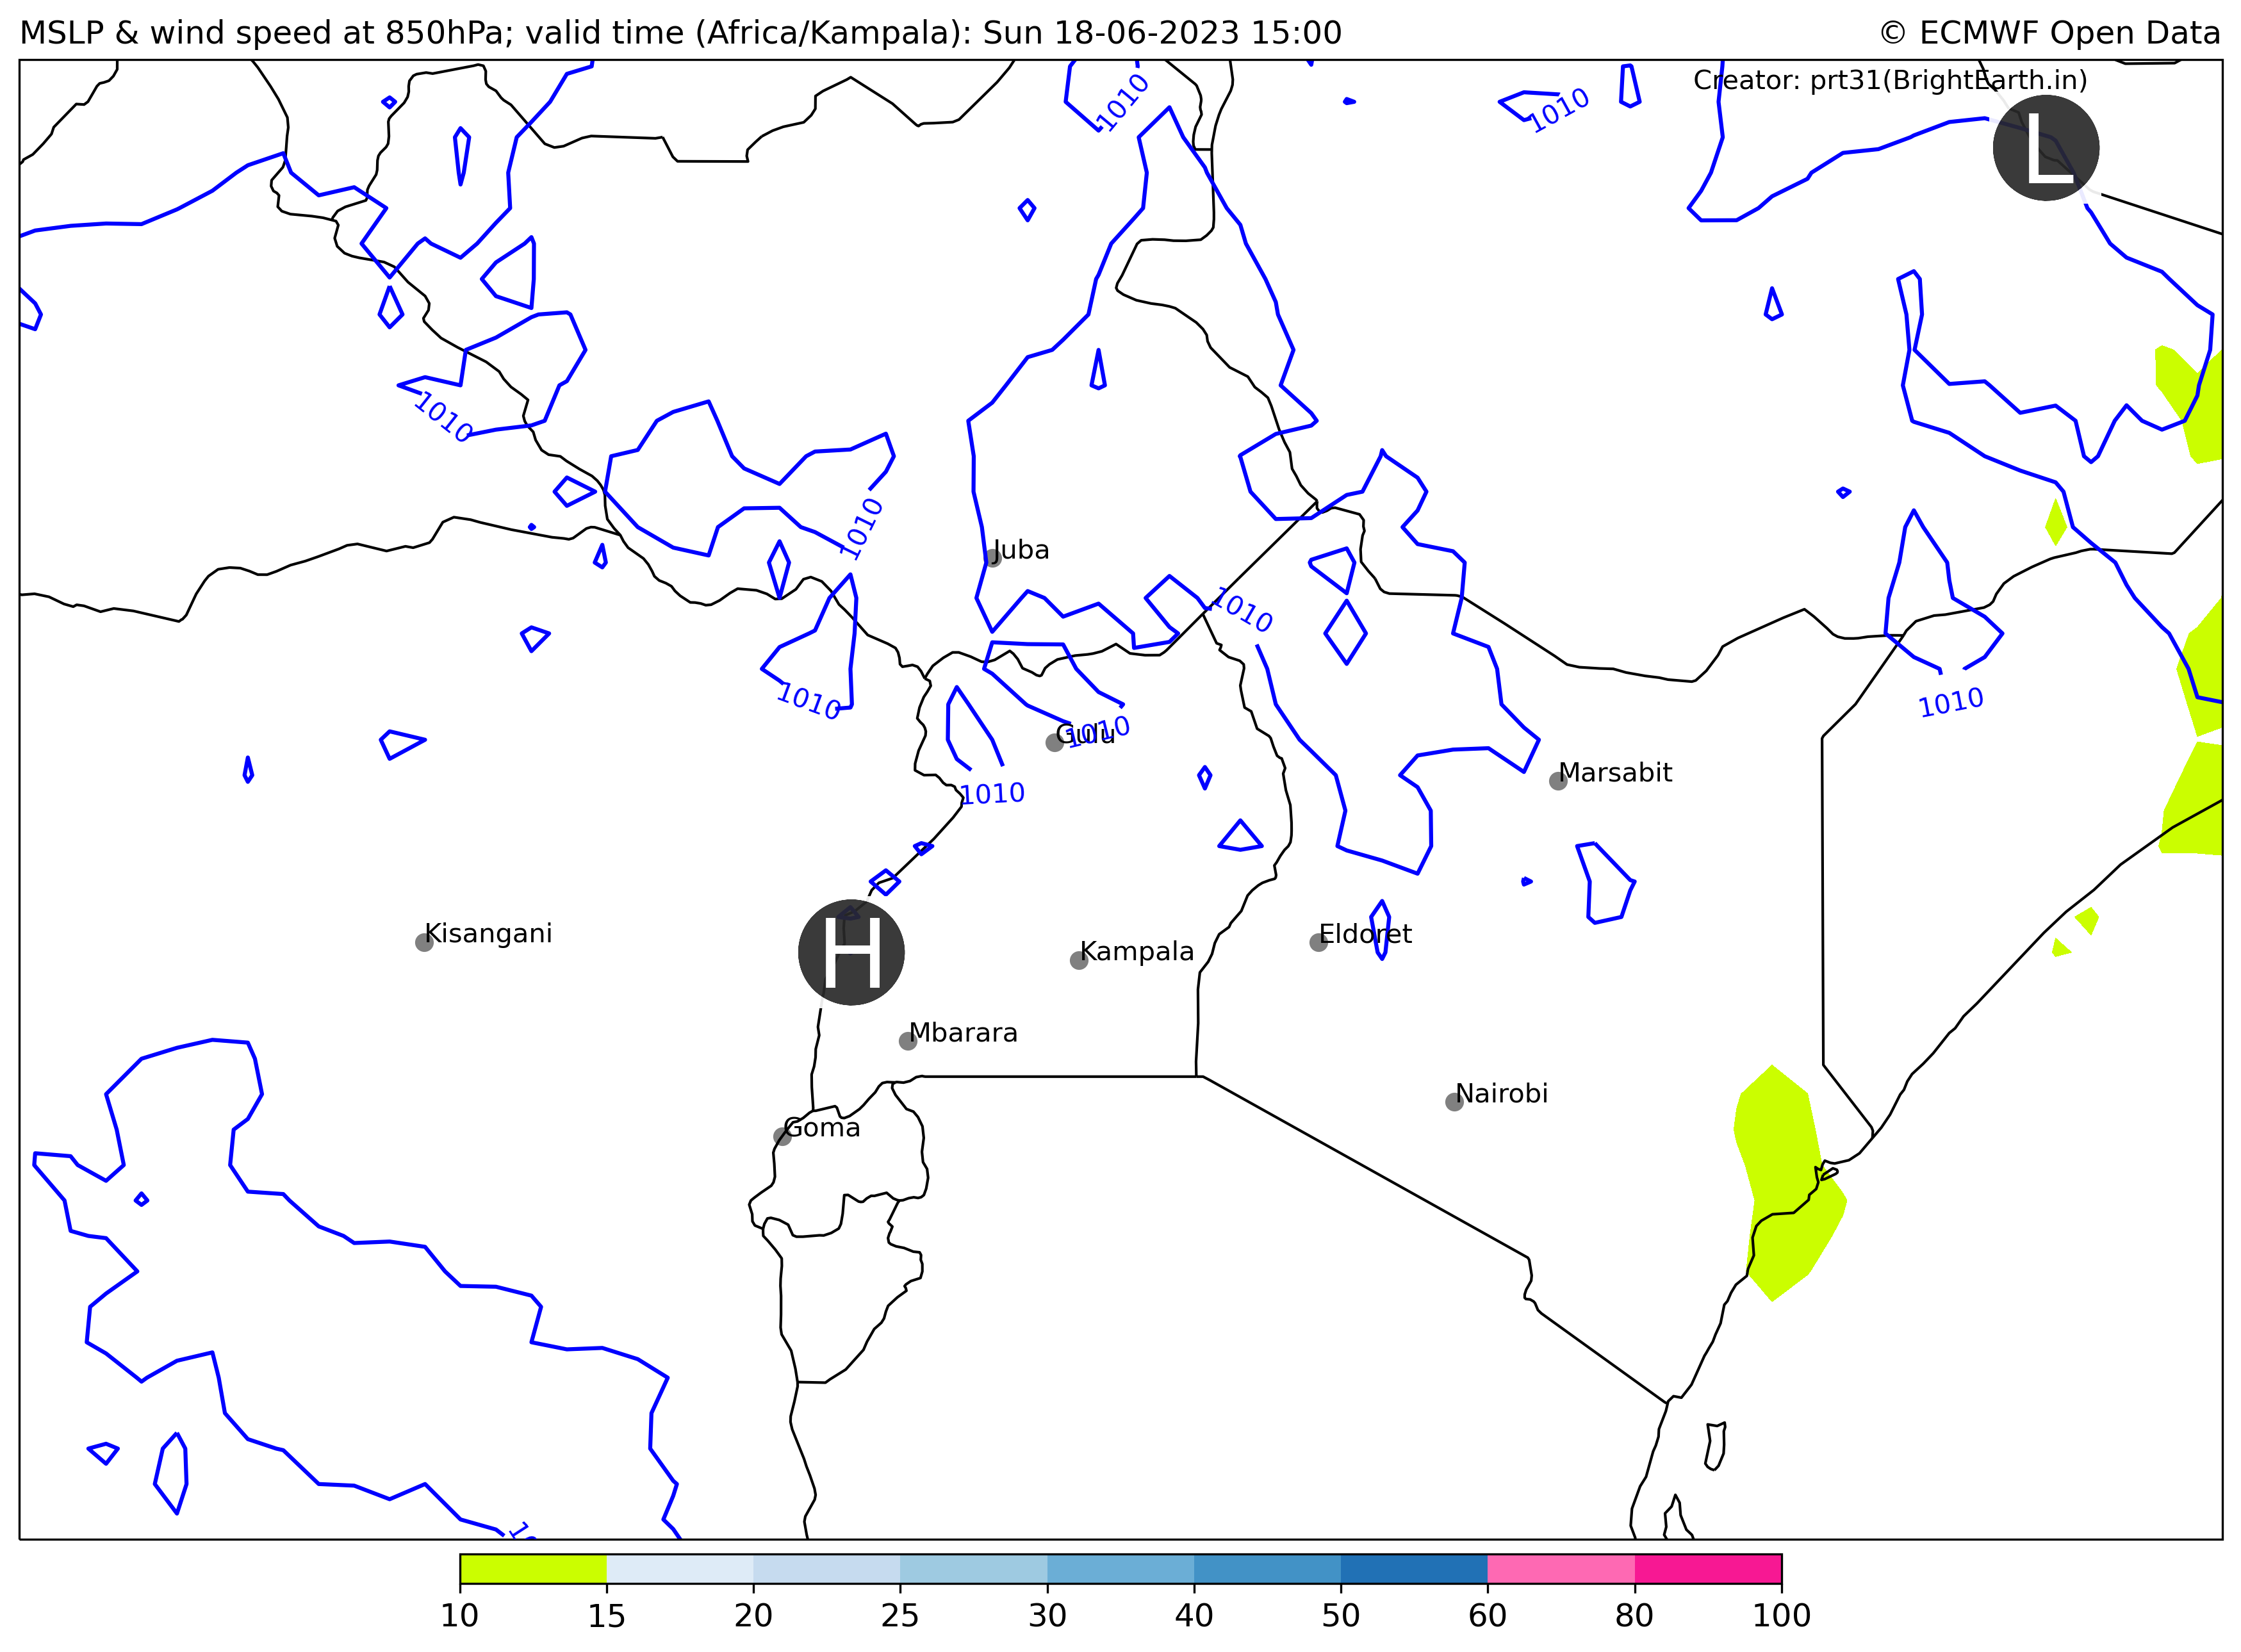 MSLP & wind speed at 850hPa; valid time (Africa/Kampala): Sun 18-06-2023 15:00
© ECMWF Open Data
Creator: prt31(BrightEarth.in)
1010
1010
L
1010
1010
Juba
1010
1010
1010
1010
Gulu
Marsabit
1010
Kisangani
H
Kampala
Eldoret
Mbarara
Nairobi
Goma
10 15 20 25 30 40 50 60 80 100